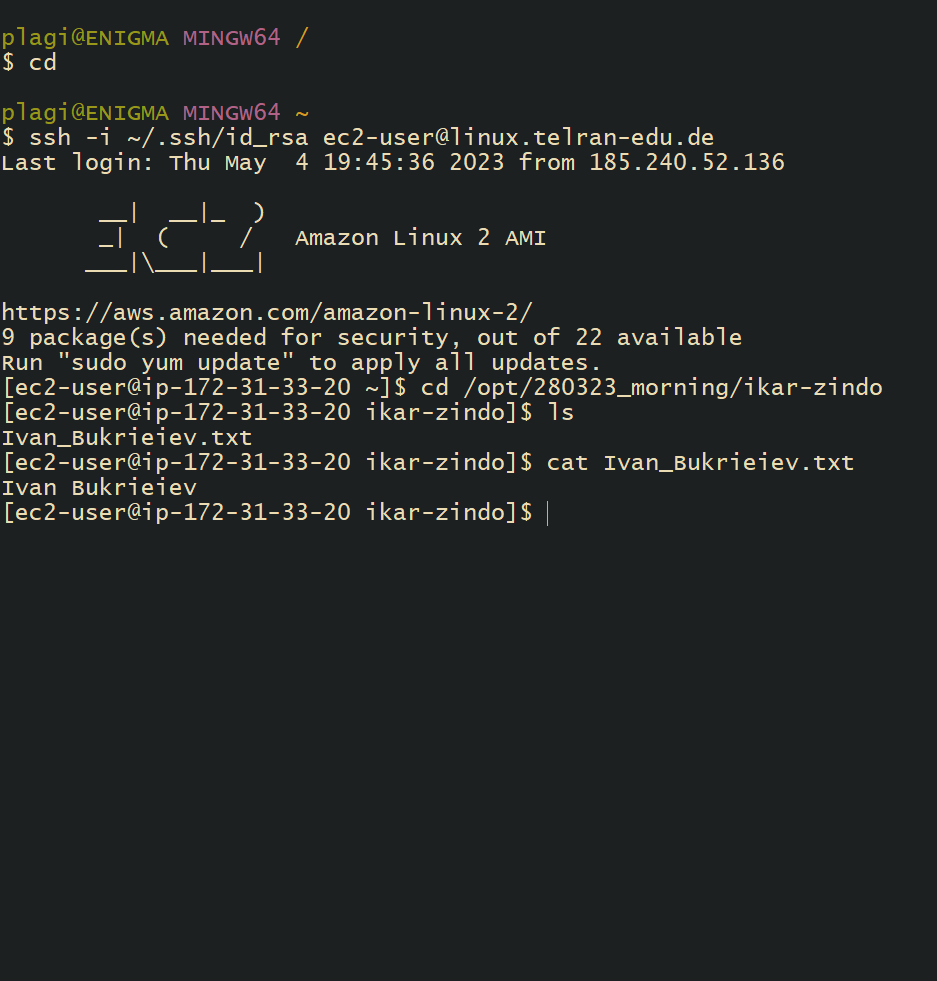 plagi@ENIGMA MINGW64 /
$ cd

plagi@ENIGMA MINGW64 ~
$ ssh -i ~/.ssh/id_rsa ec2-user@linux.telran-edu.de
Last login: Thu May  4 19:45:36 2023 from 185.240.52.136

       __|  __|_  )
       _|  (     /   Amazon Linux 2 AMI
      ___|\___|___|

https://aws.amazon.com/amazon-linux-2/
9 package(s) needed for security, out of 22 available
Run "sudo yum update" to apply all updates.
[ec2-user@ip-172-31-33-20 ~]$ cd /opt/280323_morning/ikar-zindo
[ec2-user@ip-172-31-33-20 ikar-zindo]$ ls
Ivan_Bukrieiev.txt
[ec2-user@ip-172-31-33-20 ikar-zindo]$ cat Ivan_Bukrieiev.txt
Ivan Bukrieiev
[ec2-user@ip-172-31-33-20 ikar-zindo]$